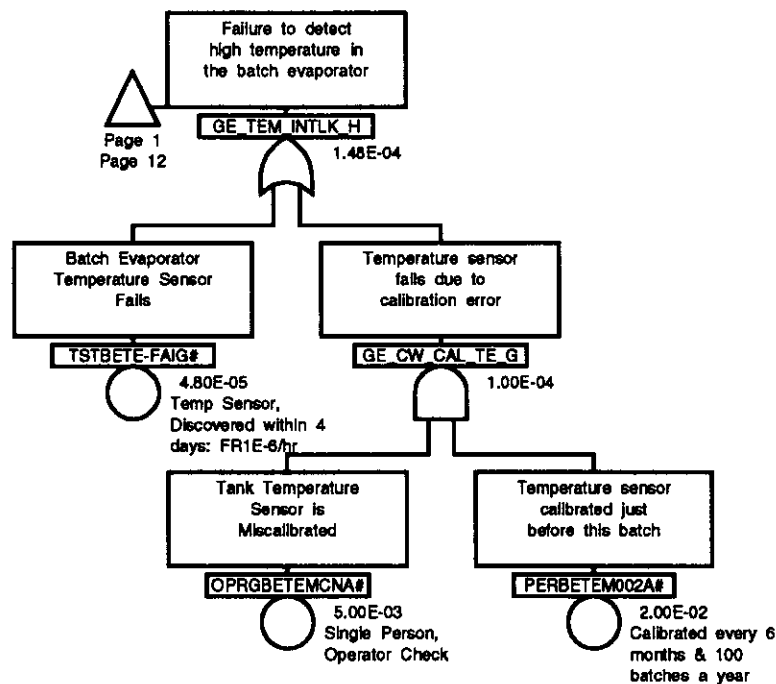 Failure to detect
high temperature in
the batch evaporator
Page 1
Page 12
GE_TEM_INTLK_H
1.48E-04
Batch Evaporator
Temperature Sensor
Fails
Temperature sensor
fails due to
calibration error
TSTBETE-FAIG#
GE_CW_CAL_TE_G
4.80E-05
Temp Sensor,
Discovered within 4
days: FR1E-6/hr
1.00E-04
Tank Temperature
Sensor is
Miscalibrated
Temperature sensor
calibrated just
before this batch
OPRGBETEMCNA#
PERBETEM002A#
5.00E-03
Single Person,
Operator Check
2.00E-02
Calibrated every 6
months & 100
batches a year